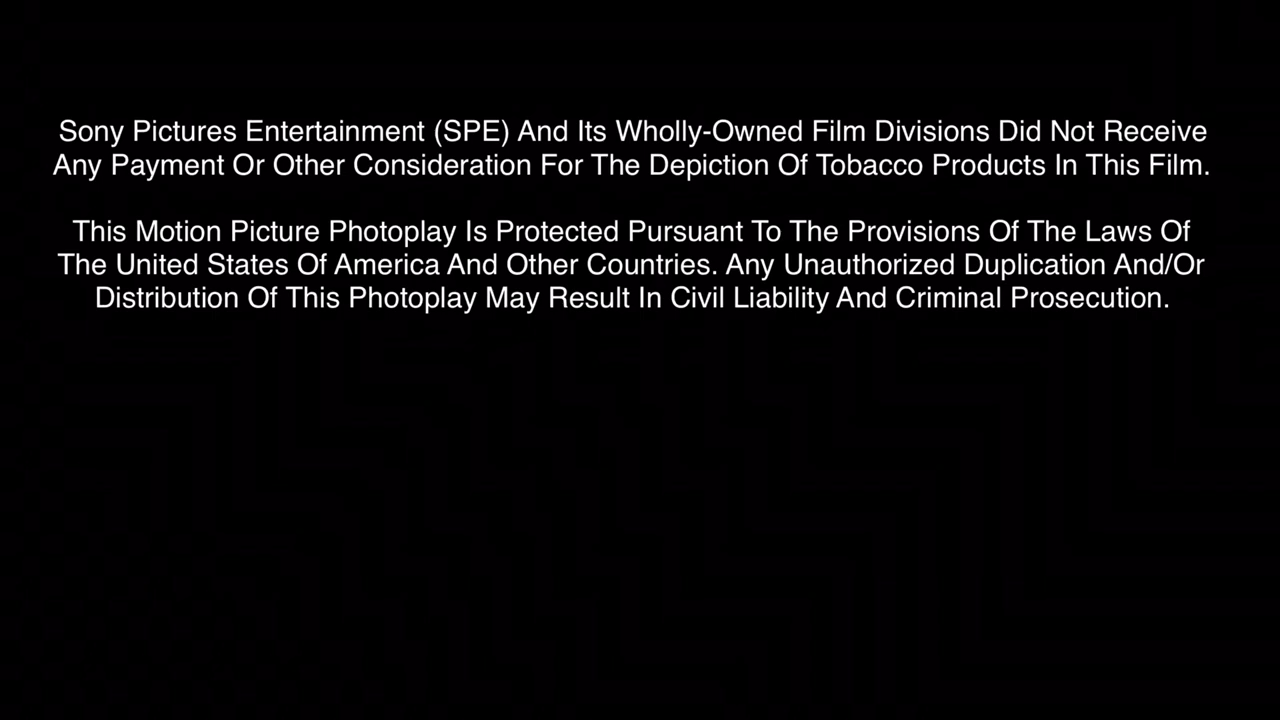 Sony Pictures Entertainment (SPE) And Its Wholly-Owned Film Divisions Did Not Receive
Any Payment Or Other Consideration For The Depiction Of Tobacco Products In This Film.
This Motion Picture Photoplay Is Protected Pursuant To The Provisions Of The Laws Of
The United States Of America And Other Countries. Any Unauthorized Duplication And/Or
Distribution Of This Photoplay May Result In Civil Liability And Criminal Prosecution.